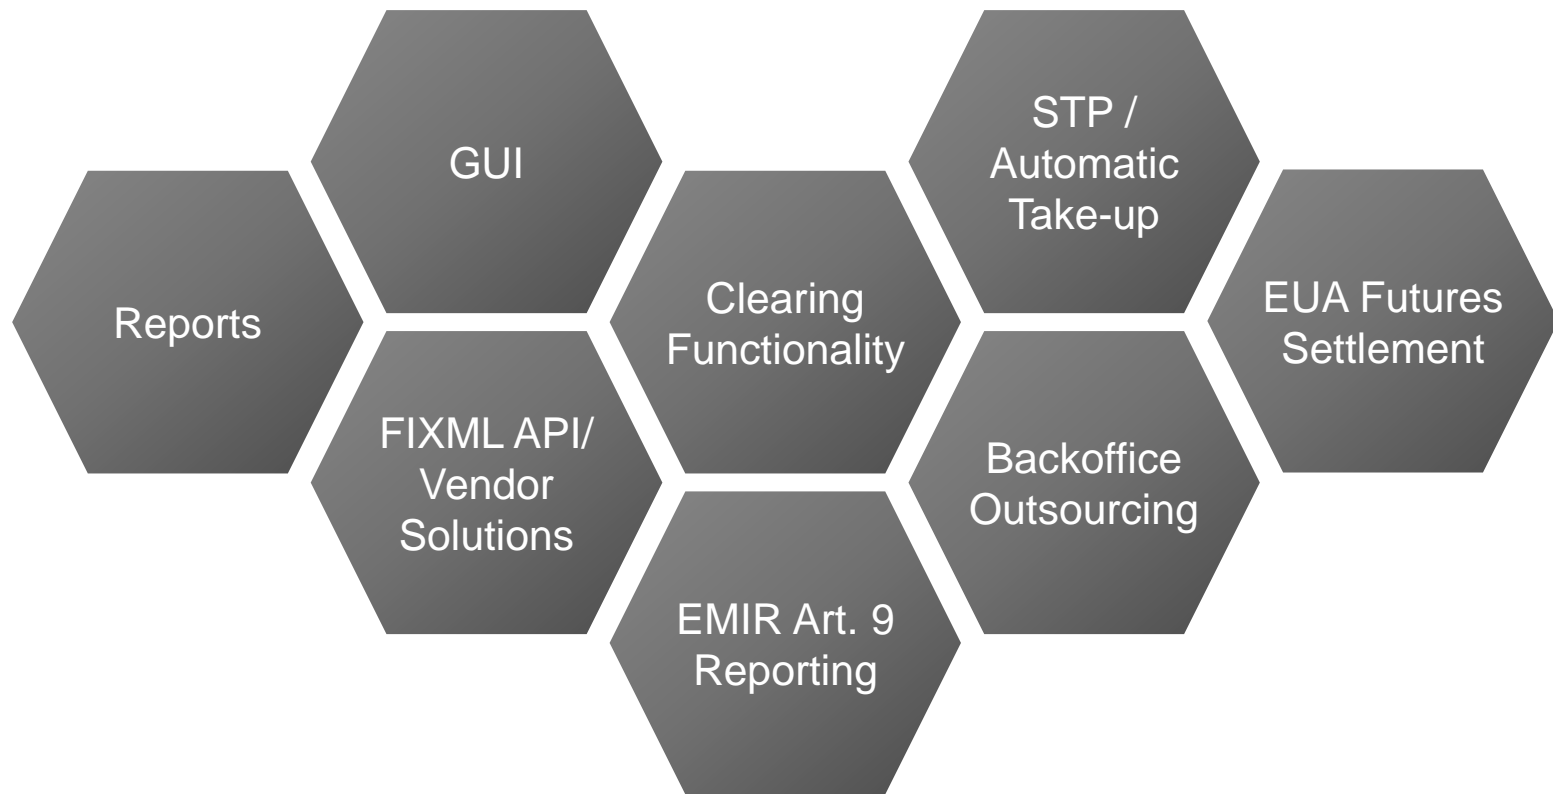 GUI
STP /
Automatic
Take-up
Reports
Clearing
Functionality
EUA Futures
Settlement
FIXML API/
Vendor
Solutions
Backoffice
Outsourcing
EMIR Art. 9
Reporting